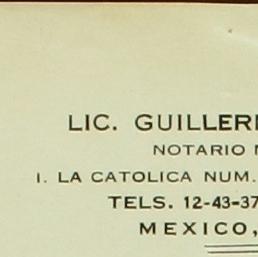 LIC. GUILLER
NOTARIO
I. LA CATOLICA NUM.
TELS. 12-43-37
MEXICO,